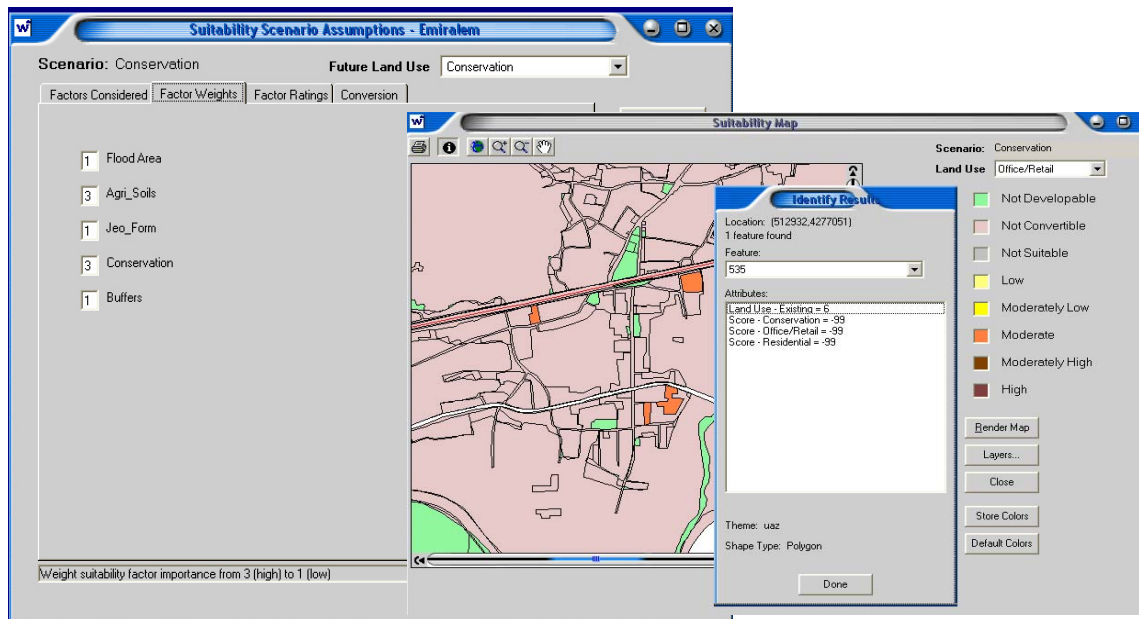 Suitability Scenario Assumptions - Emiralem
Scenario: Conservation
Future Land Use Conservation
Factors Considered Factor Weights Factor Ratings Conversion
1 Flood Area
3 Agri_Soils
1 Jeo_Form
3 Conservation
1 Buffers
Weight suitability factor importance from 3 (high) to 1 (low)
Suitability Map
Scenario: Conservation
Land Use Office/Retail
Not Developable
Not Convertible
Not Suitable
Low
Moderately Low
Moderate
Moderately High
High
Render Map
Layers...
Close
Store Colors
Default Colors
Identify Results
Location: (512932,4277051)
1 feature found
Feature:
535
Attributes:
Land Use - Existing = 6
Score - Conservation = -99
Score - Office/Retail = -99
Score - Residential = -99
Theme: uaz
Shape Type: Polygon
Done